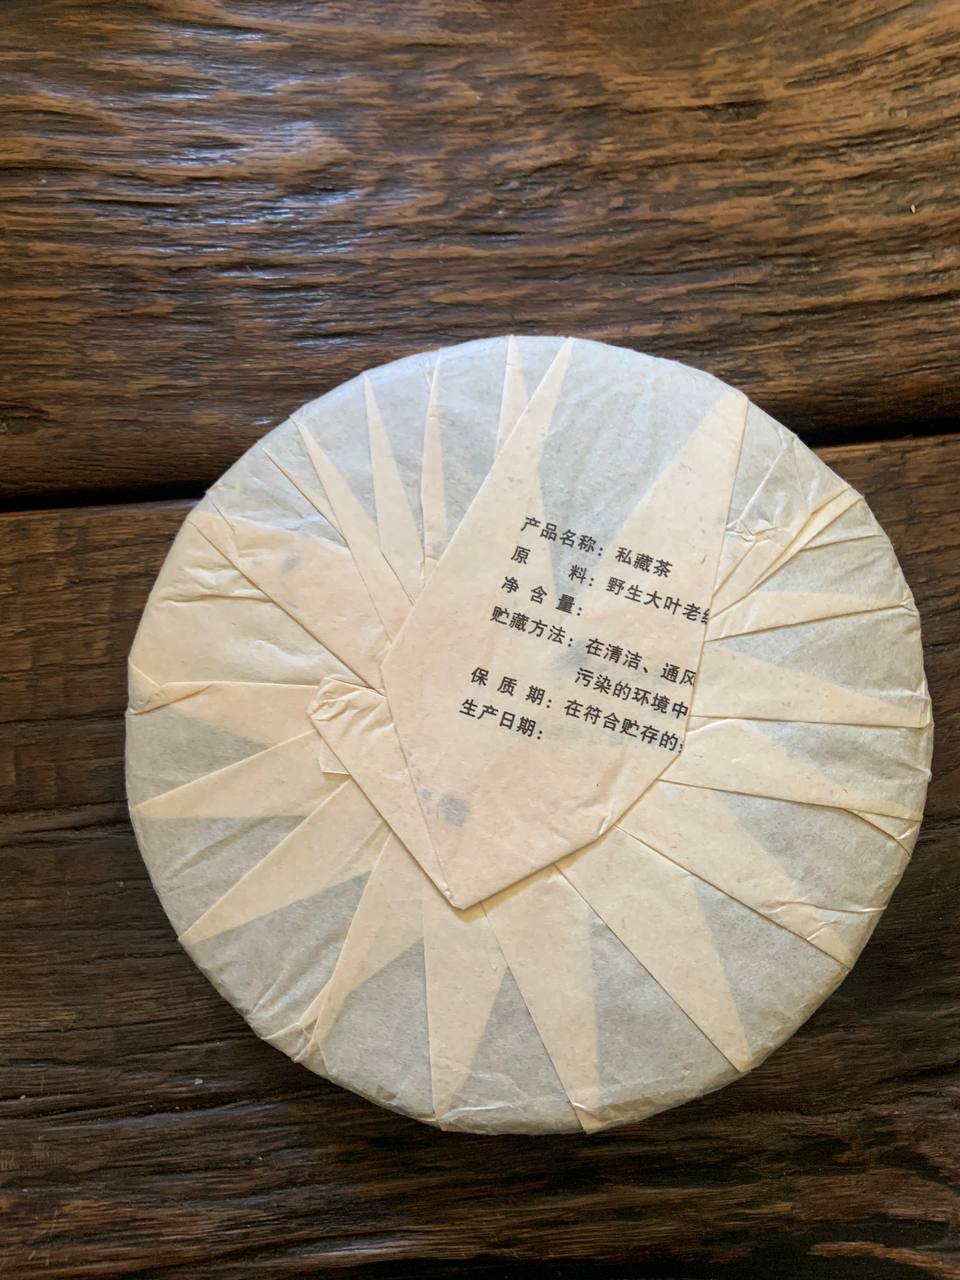 产品名称：私藏茶
原　　料：野生大叶老
净 含 量：
贮藏方法：在清洁、通风
污染的环境中
保 质 期：在符合贮存的
生产日期：